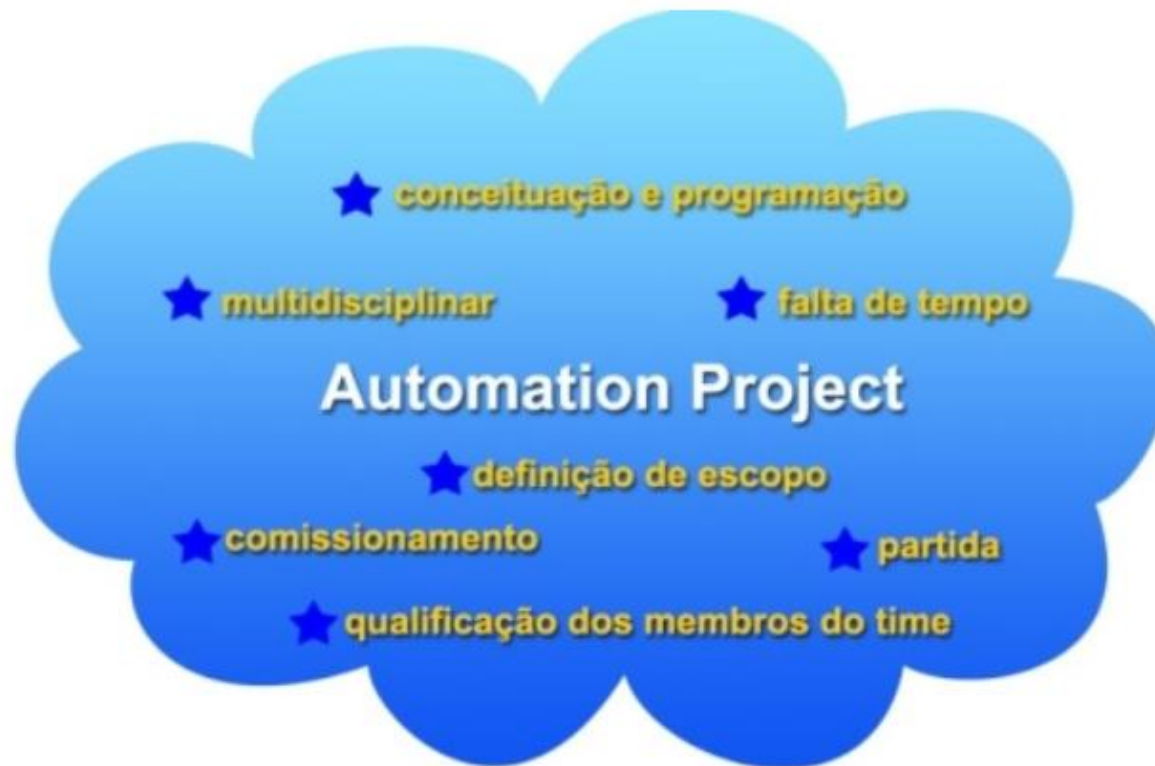 conceituação e programação
multidisciplinar
falta de tempo
Automation Project
definição de escopo
comissionamento
partida
qualificação dos membros do time